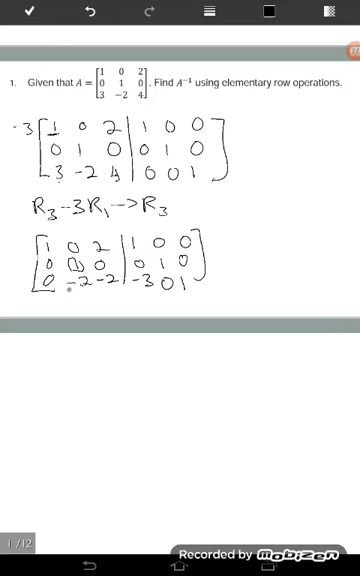 1. Given that A = [1 0 2
0 1 0
3 −2 4]. Find A⁻¹ using elementary row operations.
-3 [1 0 2 | 1 0 0
0 1 0 | 0 1 0
3 -2 4 | 0 0 1]
R₃ -3R₁ -> R₃
[1 0 2 | 1 0 0
0 1 0 | 0 1 0
0 -2 -2 | -3 0 1]
1 / 12
Recorded by Mobizen